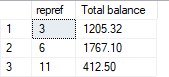 repref Total balance
1 3 1205.32
2 6 1767.10
3 11 412.50